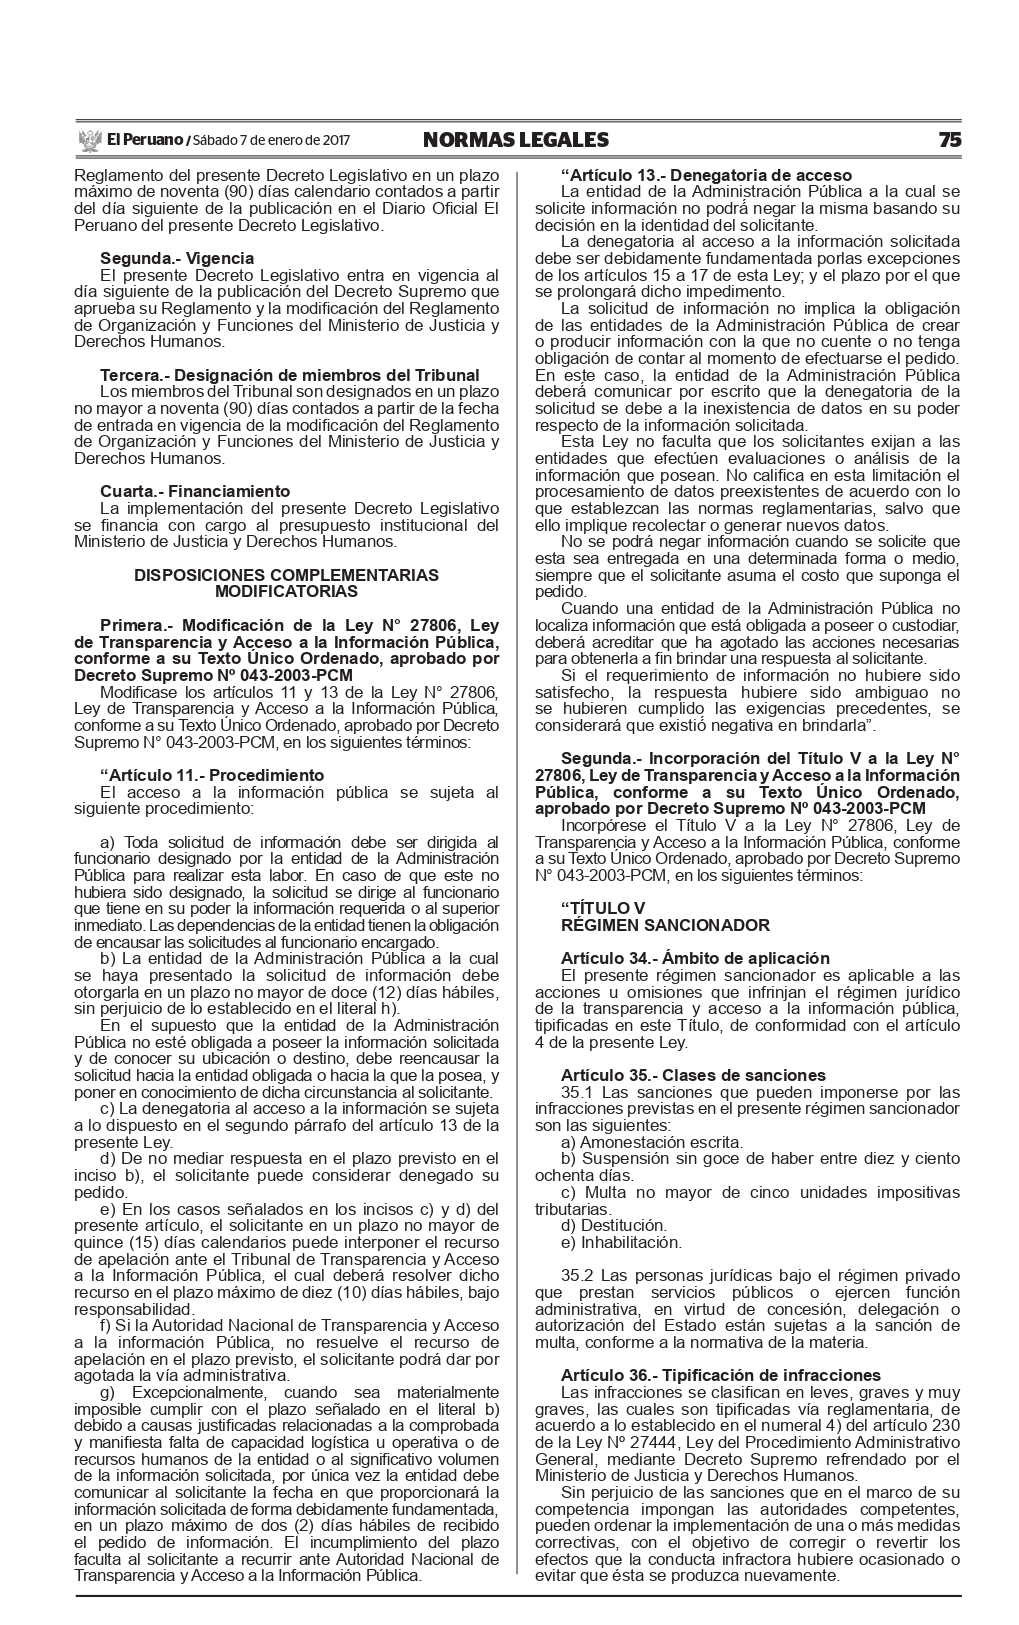 El Peruano / Sábado 7 de enero de 2017
NORMAS LEGALES
75
Reglamento del presente Decreto Legislativo en un plazo
máximo de noventa (90) días calendario contados a partir
del día siguiente de la publicación en el Diario Oficial El
Peruano del presente Decreto Legislativo.
Segunda.- Vigencia
El presente Decreto Legislativo entra en vigencia al
día siguiente de la publicación del Decreto Supremo que
aprueba su Reglamento y la modificación del Reglamento
de Organización y Funciones del Ministerio de Justicia y
Derechos Humanos.
Tercera.- Designación de miembros del Tribunal
Los miembros del Tribunal son designados en un plazo
no mayor a noventa (90) días contados a partir de la fecha
de entrada en vigencia de la modificación del Reglamento
de Organización y Funciones del Ministerio de Justicia y
Derechos Humanos.
Cuarta.- Financiamiento
La implementación del presente Decreto Legislativo
se financia con cargo al presupuesto institucional del
Ministerio de Justicia y Derechos Humanos.
DISPOSICIONES COMPLEMENTARIAS
MODIFICATORIAS
Primera.- Modificación de la Ley N° 27806, Ley
de Transparencia y Acceso a la Información Pública,
conforme a su Texto Único Ordenado, aprobado por
Decreto Supremo Nº 043-2003-PCM
Modificase los artículos 11 y 13 de la Ley N° 27806,
Ley de Transparencia y Acceso a la Información Pública,
conforme a su Texto Único Ordenado, aprobado por Decreto
Supremo N° 043-2003-PCM, en los siguientes términos:
“Artículo 11.- Procedimiento
El acceso a la información pública se sujeta al
siguiente procedimiento:
a) Toda solicitud de información debe ser dirigida al
funcionario designado por la entidad de la Administración
Pública para realizar esta labor. En caso de que este no
hubiera sido designado, la solicitud se dirige al funcionario
que tiene en su poder la información requerida o al superior
inmediato. Las dependencias de la entidad tienen la obligación
de encausar las solicitudes al funcionario encargado.
b) La entidad de la Administración Pública a la cual
se haya presentado la solicitud de información debe
otorgarla en un plazo no mayor de doce (12) días hábiles,
sin perjuicio de lo establecido en el literal h).
En el supuesto que la entidad de la Administración
Pública no esté obligada a poseer la información solicitada
y de conocer su ubicación o destino, debe reencausar la
solicitud hacia la entidad obligada o hacia la que la posea, y
poner en conocimiento de dicha circunstancia al solicitante.
c) La denegatoria al acceso a la información se sujeta
a lo dispuesto en el segundo párrafo del artículo 13 de la
presente Ley.
d) De no mediar respuesta en el plazo previsto en el
inciso b), el solicitante puede considerar denegado su
pedido.
e) En los casos señalados en los incisos c) y d) del
presente artículo, el solicitante en un plazo no mayor de
quince (15) días calendarios puede interponer el recurso
de apelación ante el Tribunal de Transparencia y Acceso
a la Información Pública, el cual deberá resolver dicho
recurso en el plazo máximo de diez (10) días hábiles, bajo
responsabilidad.
f) Si la Autoridad Nacional de Transparencia y Acceso
a la información Pública, no resuelve el recurso de
apelación en el plazo previsto, el solicitante podrá dar por
agotada la vía administrativa.
g) Excepcionalmente, cuando sea materialmente
imposible cumplir con el plazo señalado en el literal b)
debido a causas justificadas relacionadas a la comprobada
y manifiesta falta de capacidad logística u operativa o de
recursos humanos de la entidad o al significativo volumen
de la información solicitada, por única vez la entidad debe
comunicar al solicitante la fecha en que proporcionará la
información solicitada de forma debidamente fundamentada,
en un plazo máximo de dos (2) días hábiles de recibido
el pedido de información. El incumplimiento del plazo
faculta al solicitante a recurrir ante Autoridad Nacional de
Transparencia y Acceso a la Información Pública.
“Artículo 13.- Denegatoria de acceso
La entidad de la Administración Pública a la cual se
solicite información no podrá negar la misma basando su
decisión en la identidad del solicitante.
La denegatoria al acceso a la información solicitada
debe ser debidamente fundamentada porlas excepciones
de los artículos 15 a 17 de esta Ley; y el plazo por el que
se prolongará dicho impedimento.
La solicitud de información no implica la obligación
de las entidades de la Administración Pública de crear
o producir información con la que no cuente o no tenga
obligación de contar al momento de efectuarse el pedido.
En este caso, la entidad de la Administración Pública
deberá comunicar por escrito que la denegatoria de la
solicitud se debe a la inexistencia de datos en su poder
respecto de la información solicitada.
Esta Ley no faculta que los solicitantes exijan a las
entidades que efectúen evaluaciones o análisis de la
información que posean. No califica en esta limitación el
procesamiento de datos preexistentes de acuerdo con lo
que establezcan las normas reglamentarias, salvo que
ello implique recolectar o generar nuevos datos.
No se podrá negar información cuando se solicite que
esta sea entregada en una determinada forma o medio,
siempre que el solicitante asuma el costo que suponga el
pedido.
Cuando una entidad de la Administración Pública no
localiza información que está obligada a poseer o custodiar,
deberá acreditar que ha agotado las acciones necesarias
para obtenerla a fin brindar una respuesta al solicitante.
Si el requerimiento de información no hubiere sido
satisfecho, la respuesta hubiere sido ambiguao no
se hubieren cumplido las exigencias precedentes, se
considerará que existió negativa en brindarla”.
Segunda.- Incorporación del Título V a la Ley N°
27806, Ley de Transparencia y Acceso a la Información
Pública, conforme a su Texto Único Ordenado,
aprobado por Decreto Supremo Nº 043-2003-PCM
Incorpórese el Título V a la Ley N° 27806, Ley de
Transparencia y Acceso a la Información Pública, conforme
a su Texto Único Ordenado, aprobado por Decreto Supremo
N° 043-2003-PCM, en los siguientes términos:
“TÍTULO V
RÉGIMEN SANCIONADOR
Artículo 34.- Ámbito de aplicación
El presente régimen sancionador es aplicable a las
acciones u omisiones que infrinjan el régimen jurídico
de la transparencia y acceso a la información pública,
tipificadas en este Título, de conformidad con el artículo
4 de la presente Ley.
Artículo 35.- Clases de sanciones
35.1 Las sanciones que pueden imponerse por las
infracciones previstas en el presente régimen sancionador
son las siguientes:
a) Amonestación escrita.
b) Suspensión sin goce de haber entre diez y ciento
ochenta días.
c) Multa no mayor de cinco unidades impositivas
tributarias.
d) Destitución.
e) Inhabilitación.
35.2 Las personas jurídicas bajo el régimen privado
que prestan servicios públicos o ejercen función
administrativa, en virtud de concesión, delegación o
autorización del Estado están sujetas a la sanción de
multa, conforme a la normativa de la materia.
Artículo 36.- Tipificación de infracciones
Las infracciones se clasifican en leves, graves y muy
graves, las cuales son tipificadas vía reglamentaria, de
acuerdo a lo establecido en el numeral 4) del artículo 230
de la Ley Nº 27444, Ley del Procedimiento Administrativo
General, mediante Decreto Supremo refrendado por el
Ministerio de Justicia y Derechos Humanos.
Sin perjuicio de las sanciones que en el marco de su
competencia impongan las autoridades competentes,
pueden ordenar la implementación de una o más medidas
correctivas, con el objetivo de corregir o revertir los
efectos que la conducta infractora hubiere ocasionado o
evitar que ésta se produzca nuevamente.